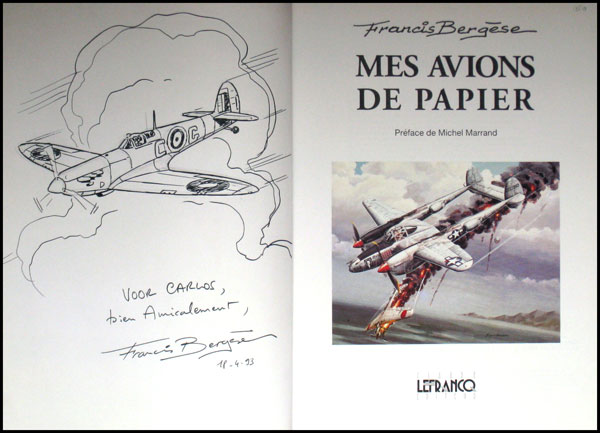 VOOR CARLOS,
bien Amicalement,
Francis Bergèse
18-4-93
Francis Bergèse
MES AVIONS
DE PAPIER
Préface de Michel Marrand
LEFRANCQ